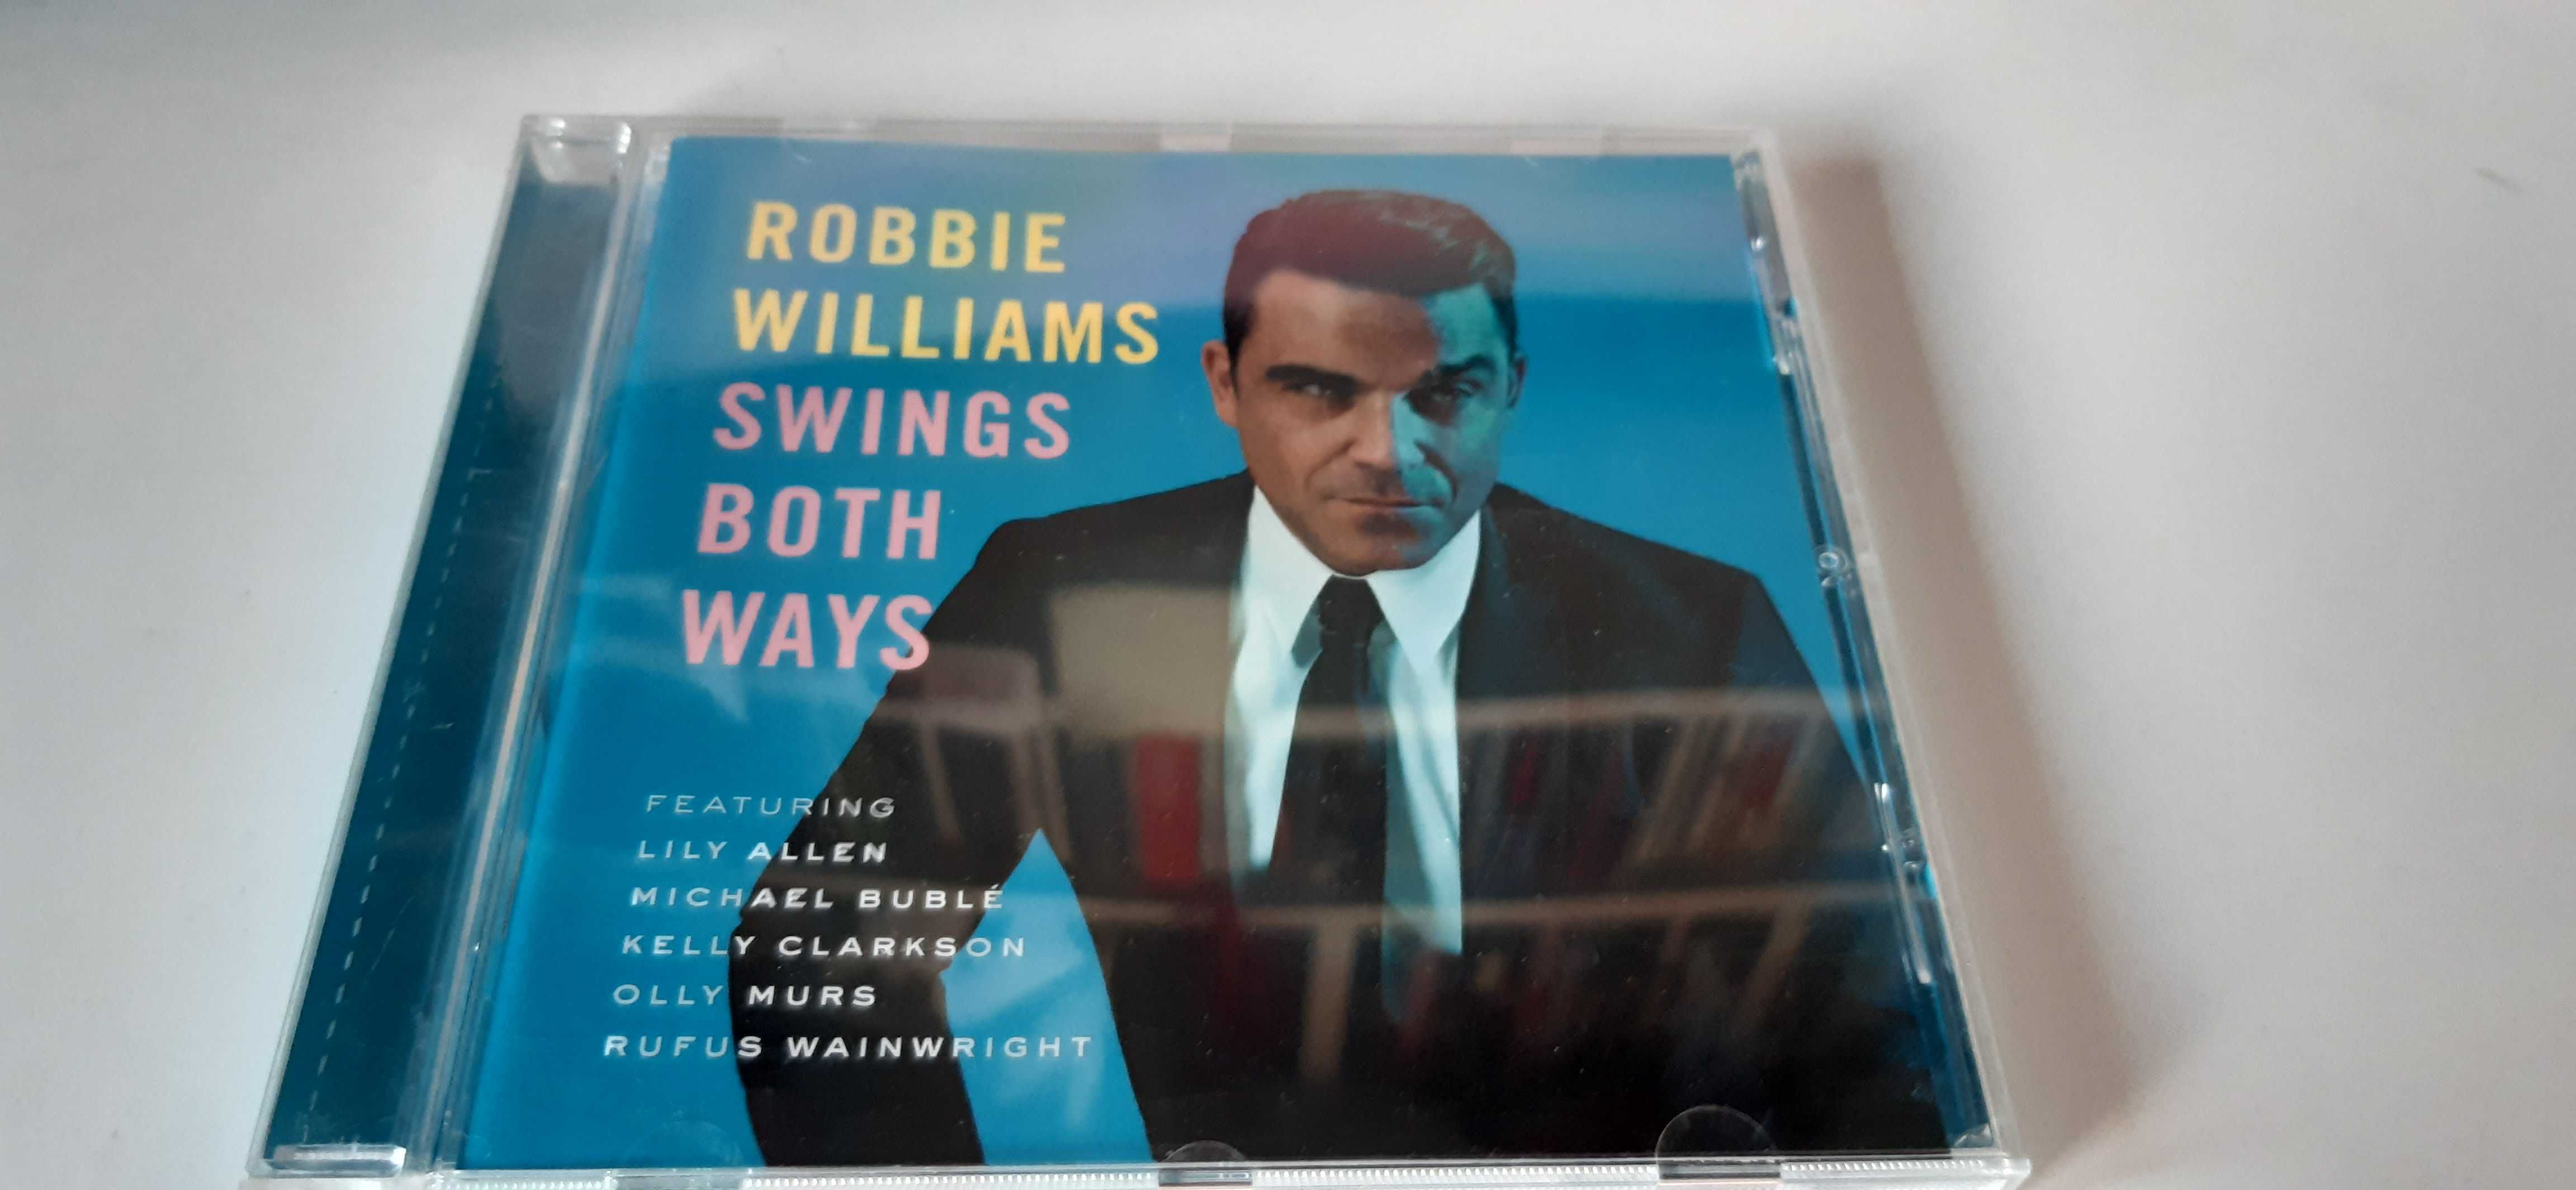 ROBBIE
WILLIAMS
SWINGS
BOTH
WAYS
FEATURING
LILY ALLEN
MICHAEL BUBLÉ
KELLY CLARKSON
OLLY MURS
RUFUS WAINWRIGHT